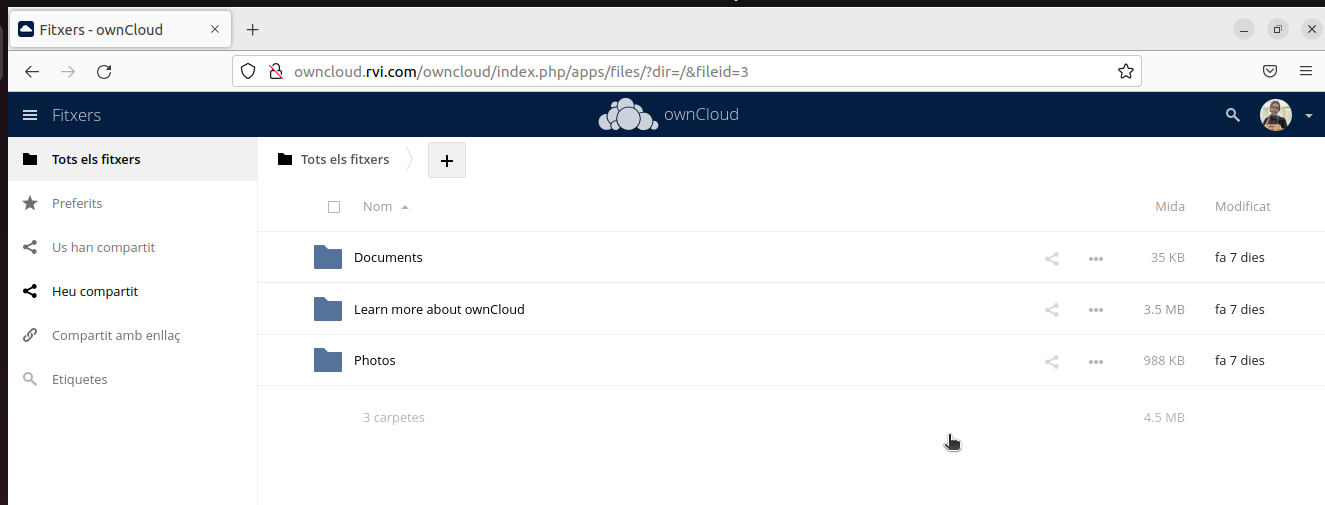 Fitxers - ownCloud
owncloud.rvi.com/owncloud/index.php/apps/files/?dir=/&fileid=3
Fitxers
ownCloud
Tots els fitxers
Preferits
Us han compartit
Heu compartit
Compartit amb enllaç
Etiquetes
Tots els fitxers
Nom Mida Modificat
Documents 35 KB fa 7 dies
Learn more about ownCloud 3.5 MB fa 7 dies
Photos 988 KB fa 7 dies
3 carpetes 4.5 MB